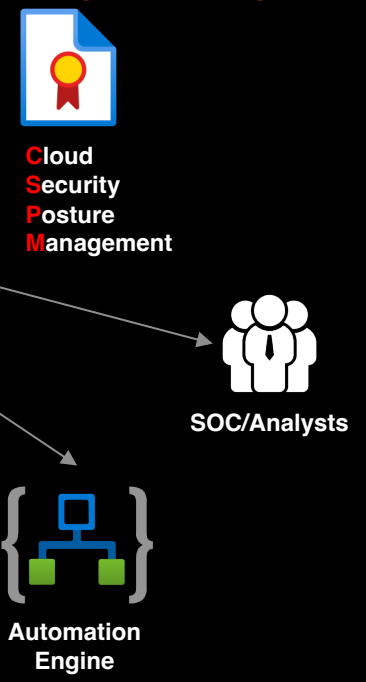 Cloud
Security
Posture
Management
SOC/Analysts
Automation
Engine